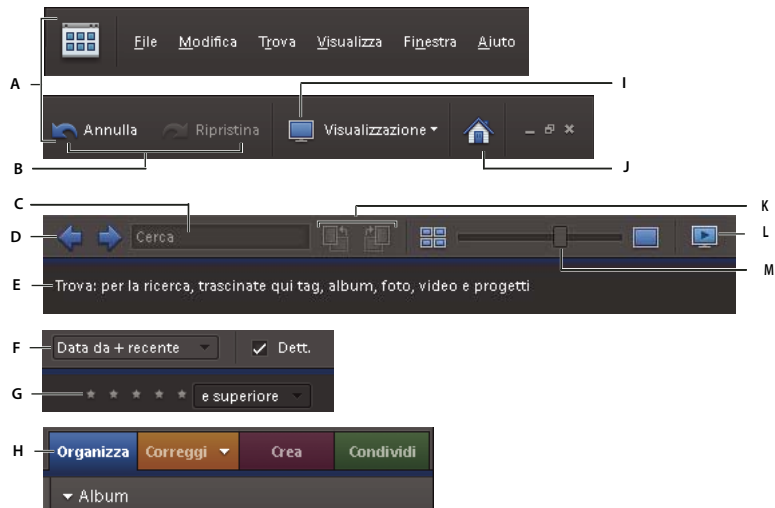 File Modifica Trova Visualizza Finestra Aiuto
A
I
Annulla Ripristina Visualizzazione
B
J
C
K
D
Cerca
L
M
E
Trova: per la ricerca, trascinate qui tag, album, foto, video e progetti
F
Data da + recente Dett.
G
e superiore
H
Organizza Correggi Crea Condividi
Album